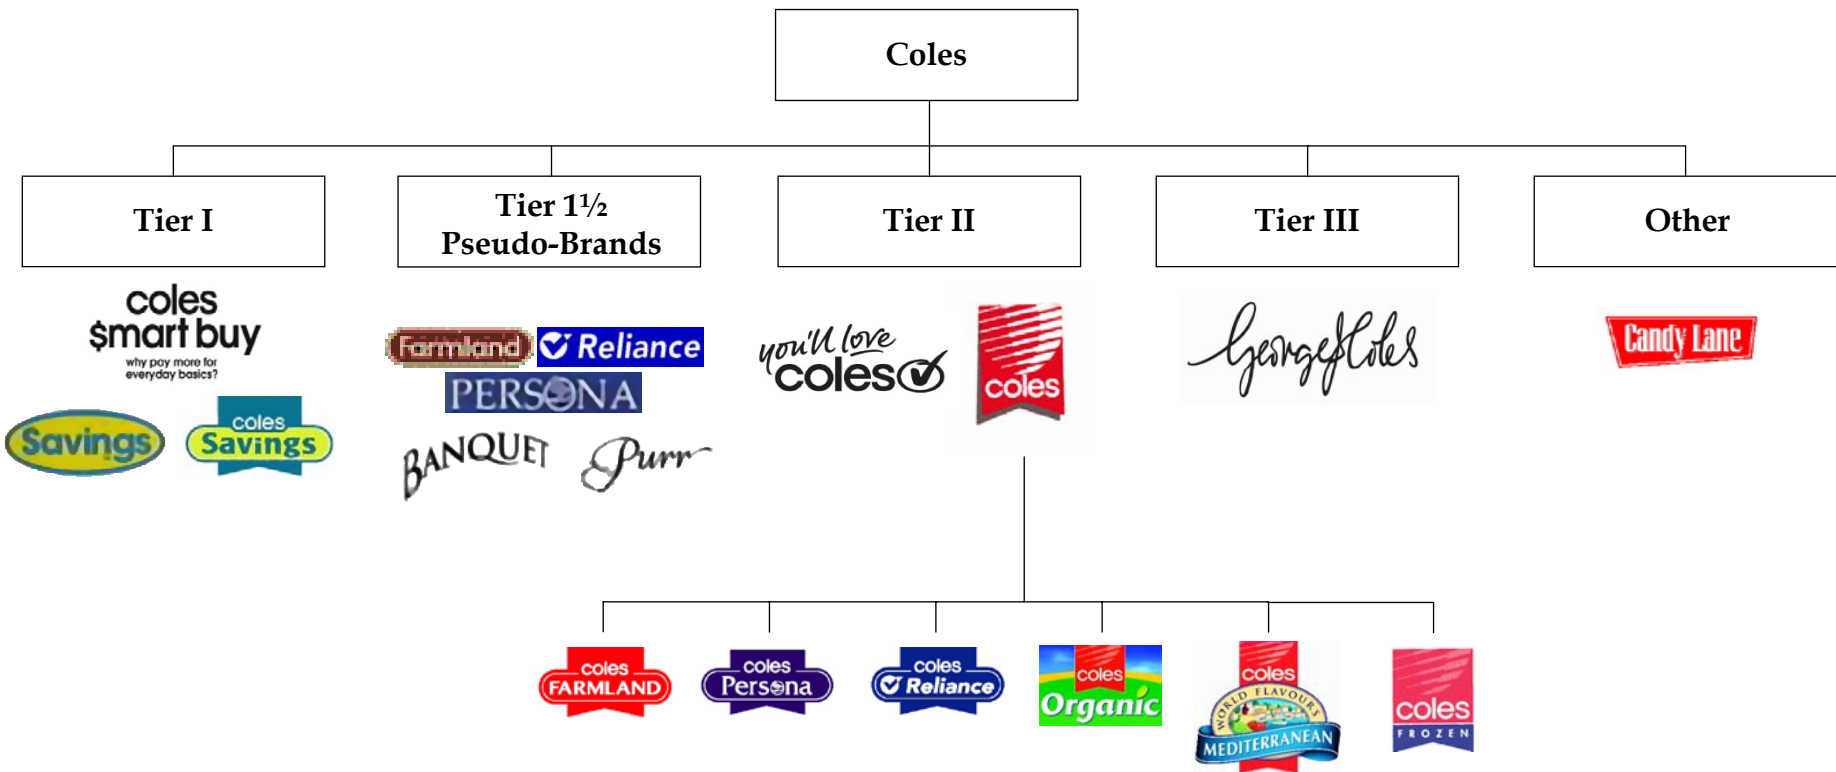 Coles
Tier I
Tier 1½
Pseudo-Brands
Tier II
Tier III
Other
coles
$mart buy
why pay more for
everyday basics?
Savings
coles
Savings
Farmland
Reliance
PERSONA
BANQUET
Purr
you'll love
coles
coles
George J Coles
Candy Lane
coles
FARMLAND
coles
Persona
coles
Reliance
coles
Organic
coles
WORLD FLAVOURS
MEDITERRANEAN
coles
FROZEN